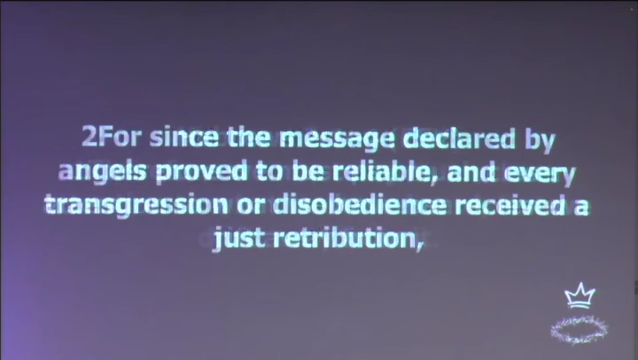 2For since the message declared by
angels proved to be reliable, and every
transgression or disobedience received a
just retribution,